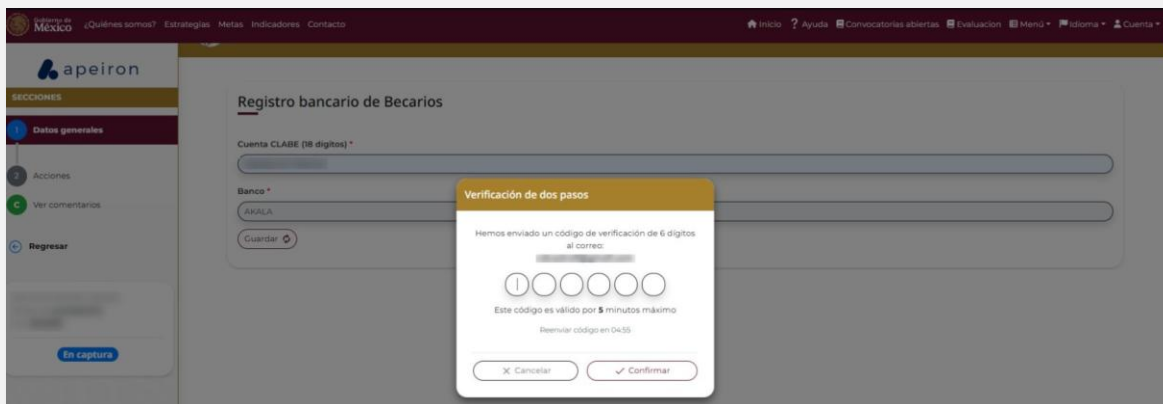 Gobierno de
México
¿Quiénes somos? Estrategias Metas Indicadores Contacto
Inicio ? Ayuda Convocatorias abiertas Evaluacion Menú Idioma Cuenta
apeiron
SECCIONES
1 Datos generales
2 Acciones
C Ver comentarios
Regresar
En captura
Registro bancario de Becarios
Cuenta CLABE (18 dígitos) *
Banco *
AKALA
Guardar
Verificación de dos pasos
Hemos enviado un código de verificación de 6 dígitos
al correo:
Este código es válido por 5 minutos máximo
Reenviar código en 04:55
X Cancelar
Confirmar